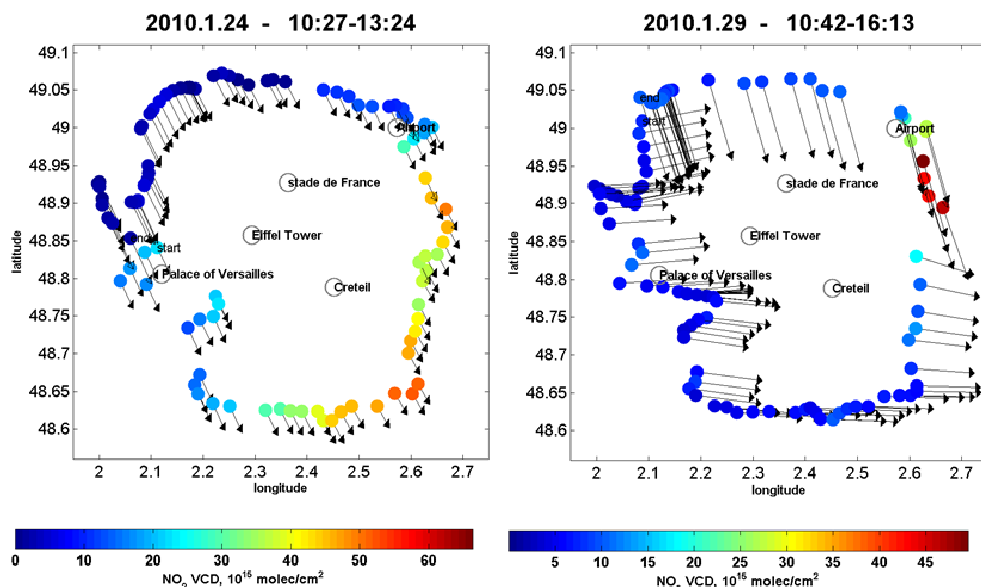 2010.1.24 - 10:27-13:24
2010.1.29 - 10:42-16:13
49.1
49.05
49
48.95
48.9
48.85
48.8
48.75
48.7
48.65
48.6
latitude
Airport
stade de France
Eiffel Tower
end
start
Palace of Versailles
Creteil
2
2.1
2.2
2.3
2.4
2.5
2.6
2.7
longitude
49.1
49.05
49
48.95
48.9
48.85
48.8
48.75
48.7
48.65
48.6
latitude
end
start
Airport
stade de France
Eiffel Tower
Palace of Versailles
Creteil
2
2.1
2.2
2.3
2.4
2.5
2.6
2.7
longitude
0 10 20 30 40 50 60
NO2 VCD, 10^15 molec/cm^2
5 10 15 20 25 30 35 40 45
NO2 VCD, 10^15 molec/cm^2